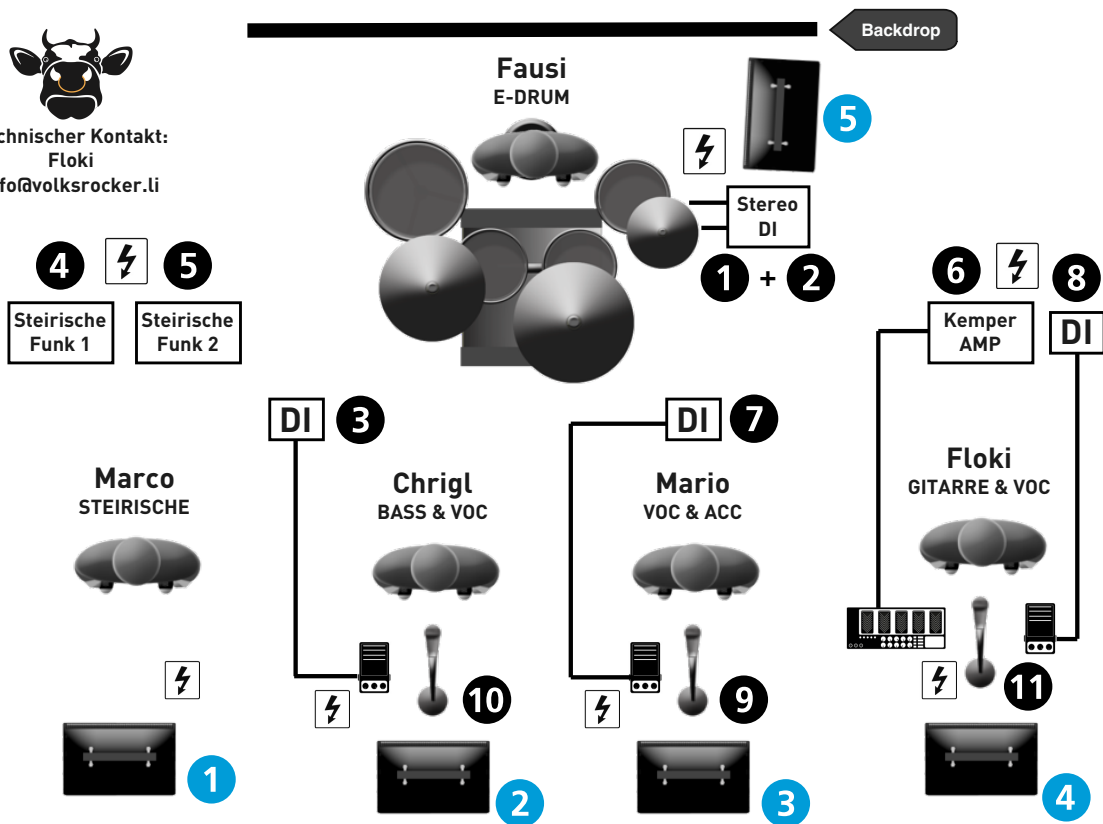 Backdrop
Fausi
E-DRUM
5
chnischer Kontakt:
Floki
fo@volksrocker.li
Stereo
DI
1 + 2
4 5
Steirische
Funk 1
Steirische
Funk 2
6 8
Kemper
AMP
DI
DI 3
DI 7
Marco
STEIRISCHE
Chrigl
BASS & VOC
Mario
VOC & ACC
Floki
GITARRE & VOC
10
9
11
1
2
3
4